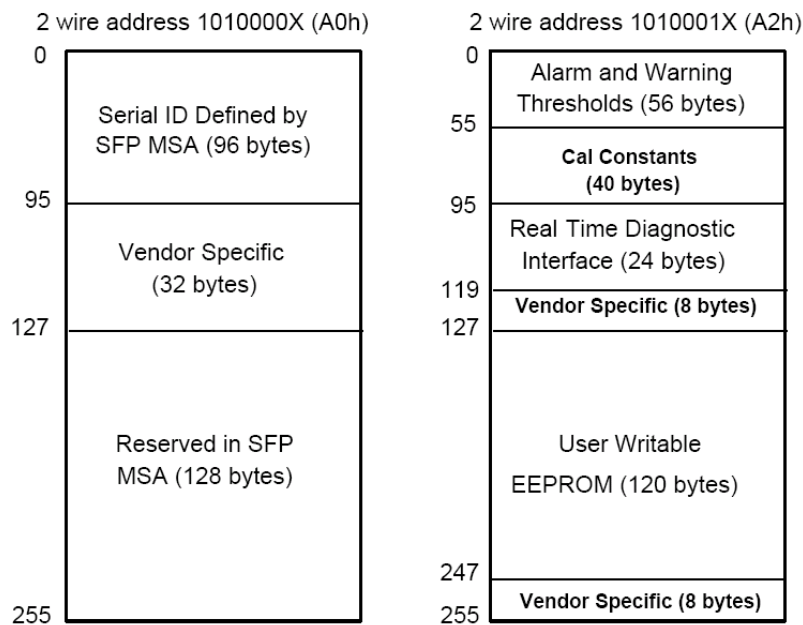 2 wire address 1010000X (A0h)
0
Serial ID Defined by
SFP MSA (96 bytes)
95
Vendor Specific
(32 bytes)
127
Reserved in SFP
MSA (128 bytes)
255
2 wire address 1010001X (A2h)
0
Alarm and Warning
Thresholds (56 bytes)
55
Cal Constants
(40 bytes)
95
Real Time Diagnostic
Interface (24 bytes)
119
Vendor Specific (8 bytes)
127
User Writable
EEPROM (120 bytes)
247
Vendor Specific (8 bytes)
255